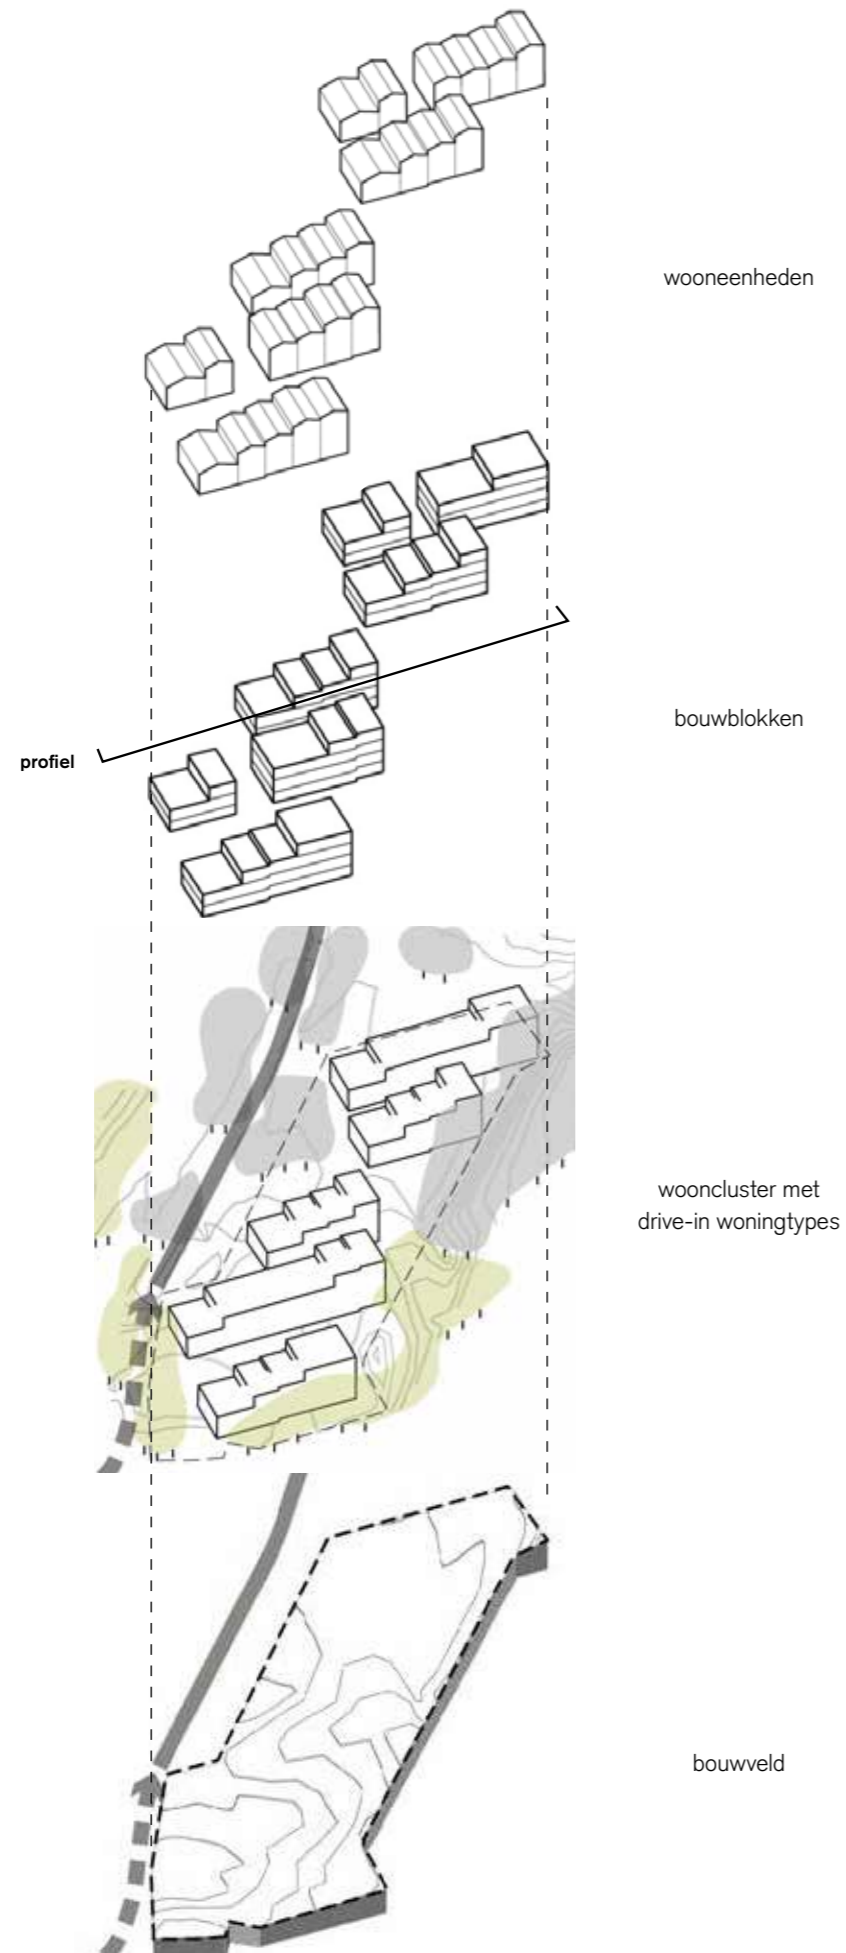 wooneenheden
bouwblokken
profiel
wooncluster met
drive-in woningtypes
bouwveld